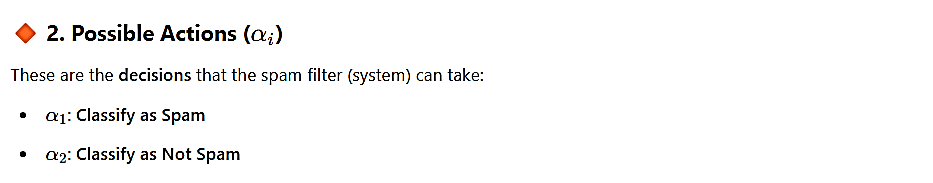 2. Possible Actions (αᵢ)
These are the decisions that the spam filter (system) can take:
• α₁: Classify as Spam
• α₂: Classify as Not Spam